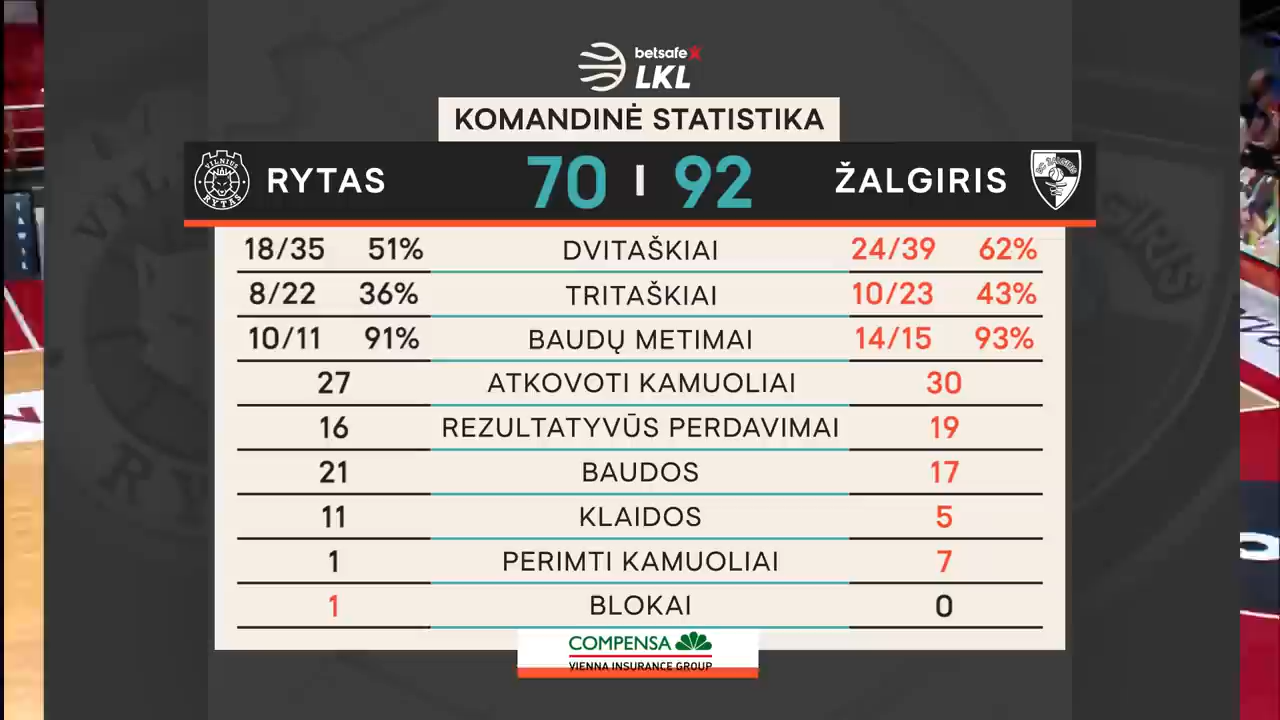 betsafe
LKL
KOMANDINĖ STATISTIKA
VILNIUS RYTAS RYTAS 70 | 92 ŽALGIRIS
18/35 51% DVITAŠKIAI 24/39 62%
8/22 36% TRITAŠKIAI 10/23 43%
10/11 91% BAUDŲ METIMAI 14/15 93%
27 ATKOVOTI KAMUOLIAI 30
16 REZULTATYVŪS PERDAVIMAI 19
21 BAUDOS 17
11 KLAIDOS 5
1 PERIMTI KAMUOLIAI 7
1 BLOKAI 0
COMPENSA
VIENNA INSURANCE GROUP